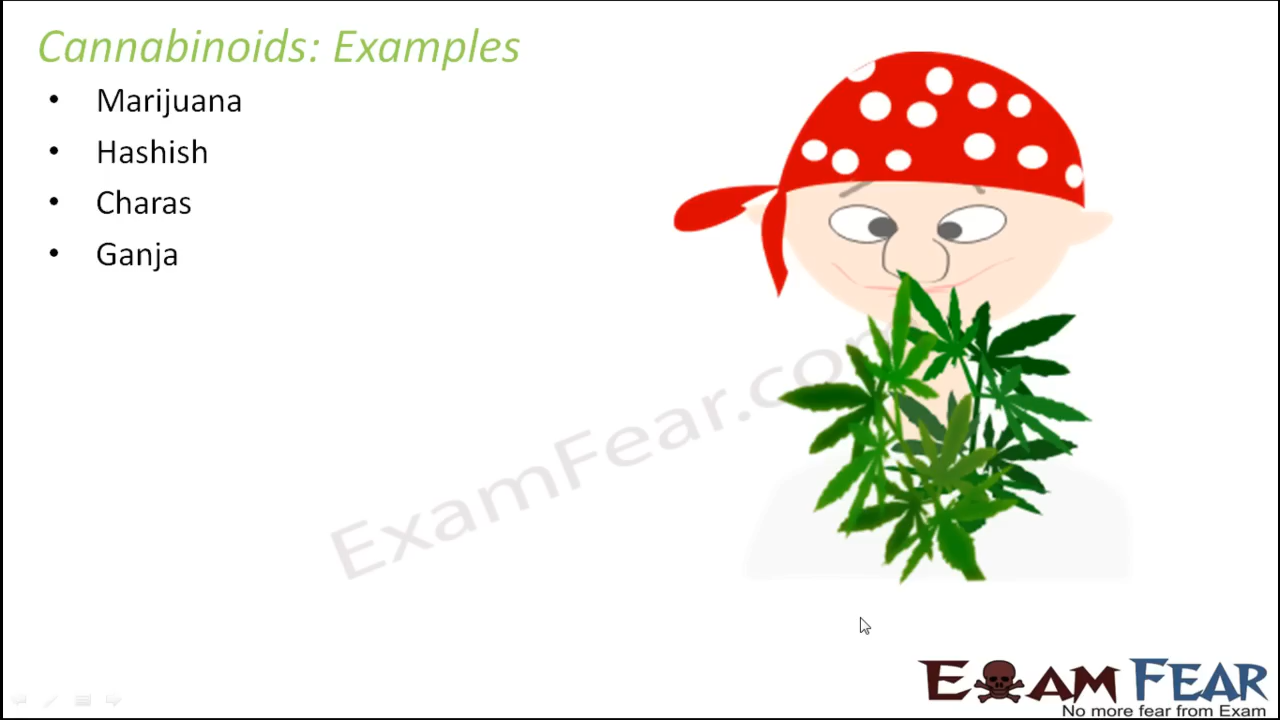 Cannabinoids: Examples
• Marijuana
• Hashish
• Charas
• Ganja
ExamFear.com
EXAM FEAR
No more fear from Exam